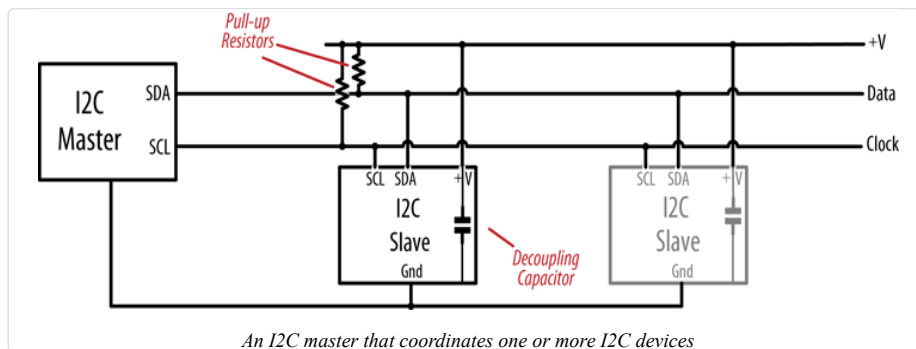 Pull-up
Resistors
+V
I2C
Master
SDA
Data
SCL
Clock
SCL SDA +V
I2C
Slave
Gnd
Decoupling
Capacitor
SCL SDA +V
I2C
Slave
Gnd
An I2C master that coordinates one or more I2C devices